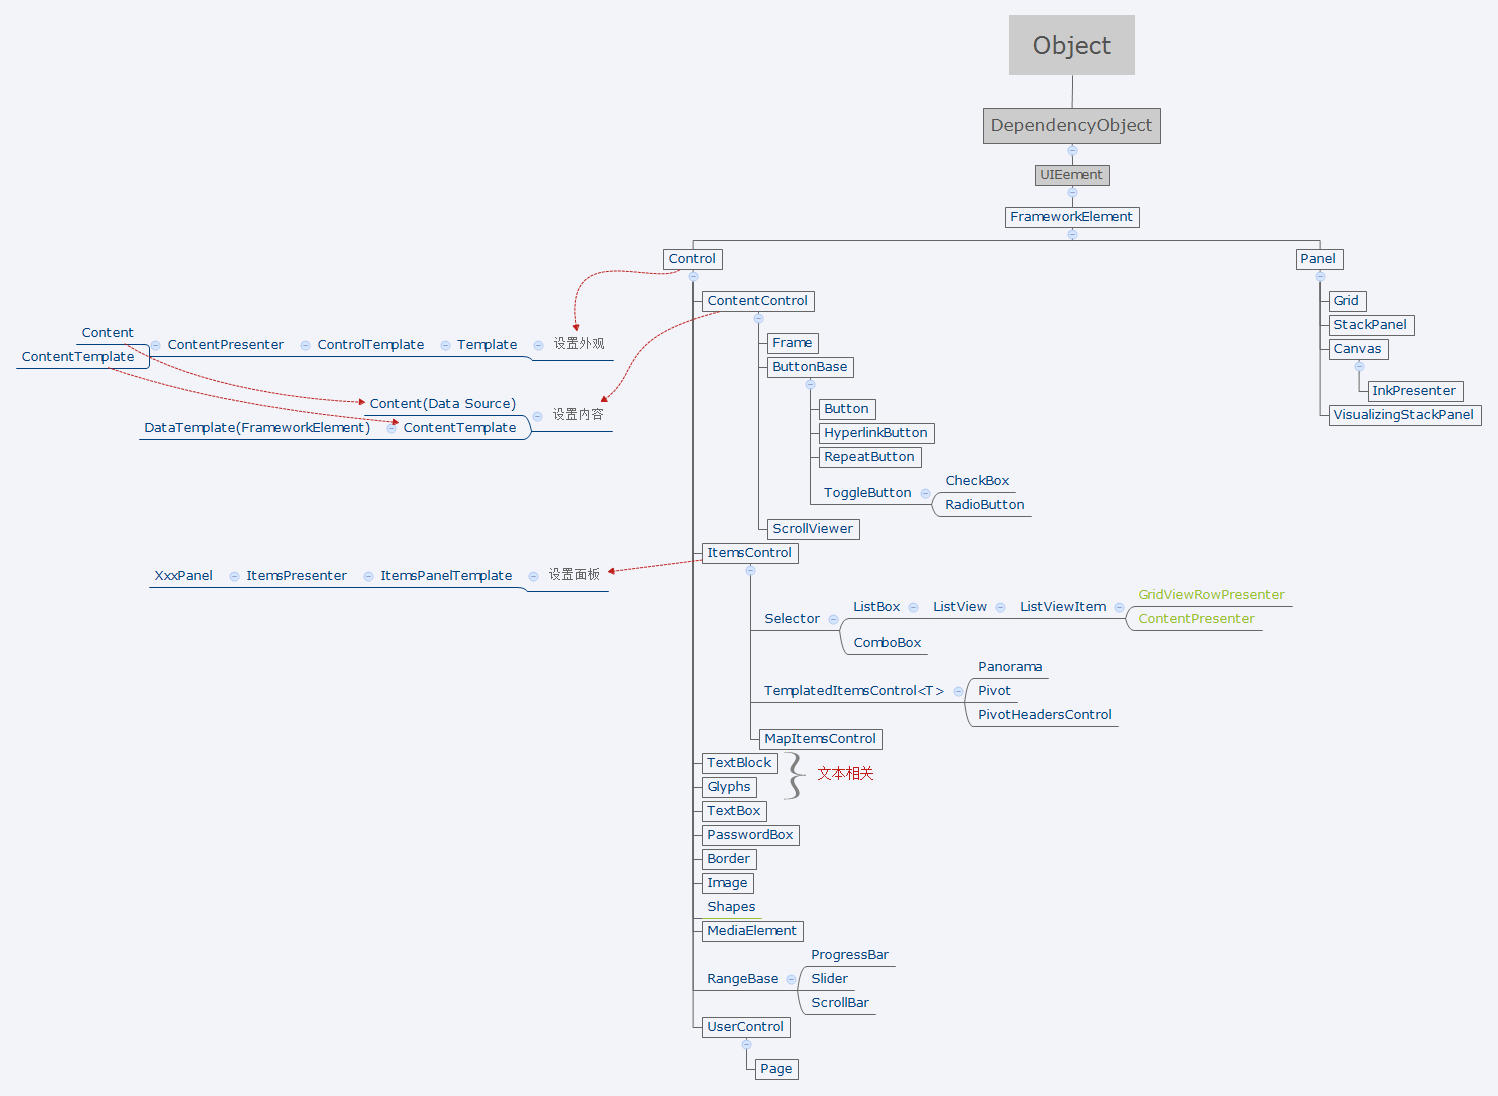 Object
DependencyObject
UIEement
FrameworkElement
Control
Panel
ContentControl
Grid
StackPanel
Canvas
InkPresenter
VisualizingStackPanel
Content
ContentTemplate
ContentPresenter
ControlTemplate
Template
设置外观
Content(Data Source)
DataTemplate(FrameworkElement)
ContentTemplate
设置内容
Frame
ButtonBase
Button
HyperlinkButton
RepeatButton
ToggleButton
CheckBox
RadioButton
ScrollViewer
ItemsControl
XxxPanel
ItemsPresenter
ItemsPanelTemplate
设置面板
Selector
ListBox
ListView
ListViewItem
GridViewRowPresenter
ContentPresenter
ComboBox
TemplatedItemsControl<T>
Panorama
Pivot
PivotHeadersControl
MapItemsControl
TextBlock
Glyphs
文本相关
TextBox
PasswordBox
Border
Image
Shapes
MediaElement
RangeBase
ProgressBar
Slider
ScrollBar
UserControl
Page